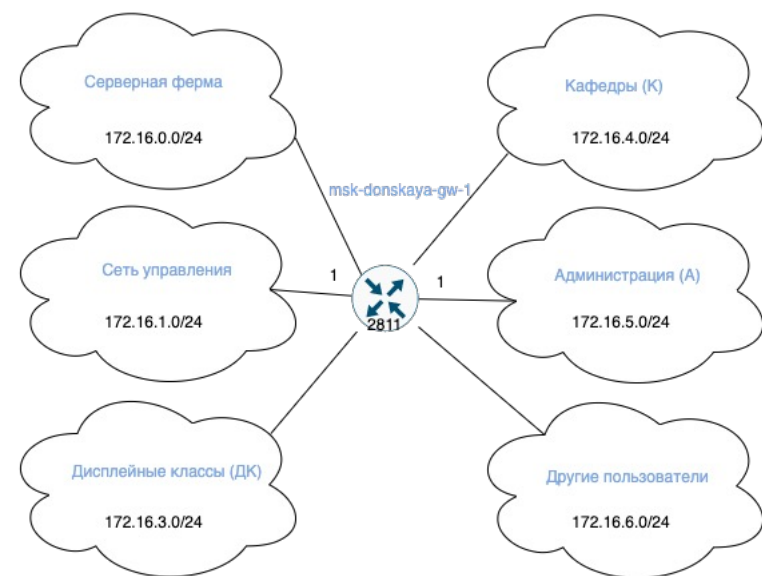 Серверная ферма
172.16.0.0/24
Кафедры (К)
172.16.4.0/24
msk-donskaya-gw-1
Сеть управления
172.16.1.0/24
1
1
2811
Администрация (А)
172.16.5.0/24
Дисплейные классы (ДК)
172.16.3.0/24
Другие пользователи
172.16.6.0/24